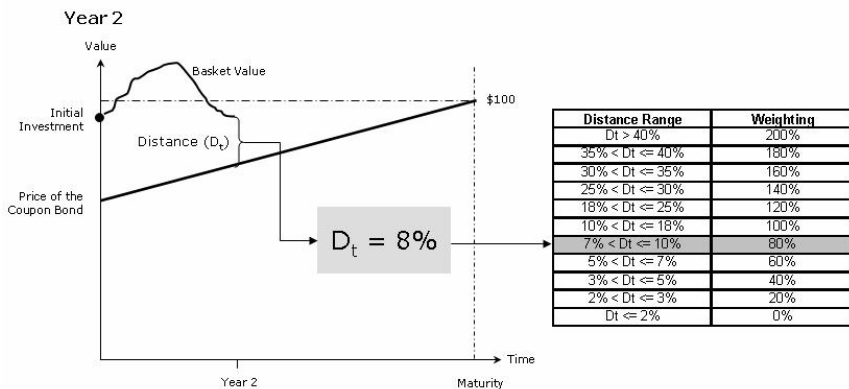 Year 2
Value
Basket Value
Initial
Investment
$100
Distance (Dt)
Price of the
Coupon Bond
Dt = 8%
Time
Year 2
Maturity
Distance Range Weighting
Dt > 40% 200%
35% < Dt <= 40% 180%
30% < Dt <= 35% 160%
25% < Dt <= 30% 140%
18% < Dt <= 25% 120%
10% < Dt <= 18% 100%
7% < Dt <= 10% 80%
5% < Dt <= 7% 60%
3% < Dt <= 5% 40%
2% < Dt <= 3% 20%
Dt <= 2% 0%